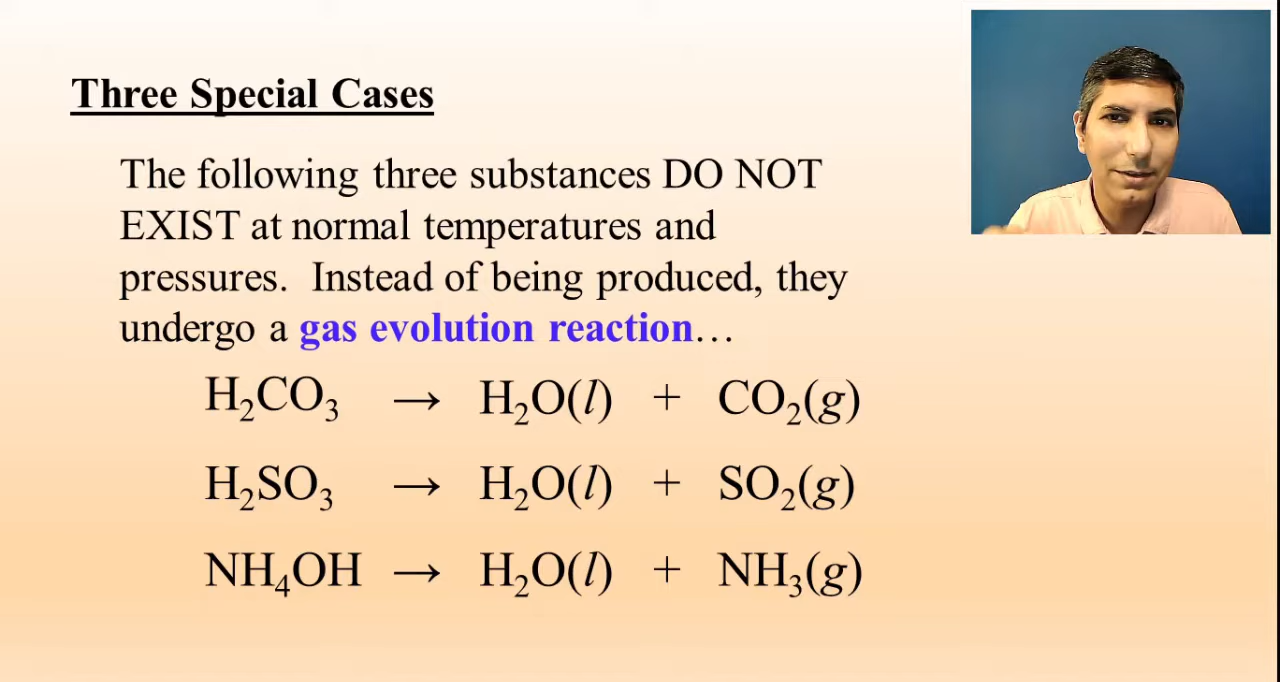 Three Special Cases
The following three substances DO NOT
EXIST at normal temperatures and
pressures.  Instead of being produced, they
undergo a gas evolution reaction…
H₂CO₃ → H₂O(l) + CO₂(g)
H₂SO₃ → H₂O(l) + SO₂(g)
NH₄OH → H₂O(l) + NH₃(g)